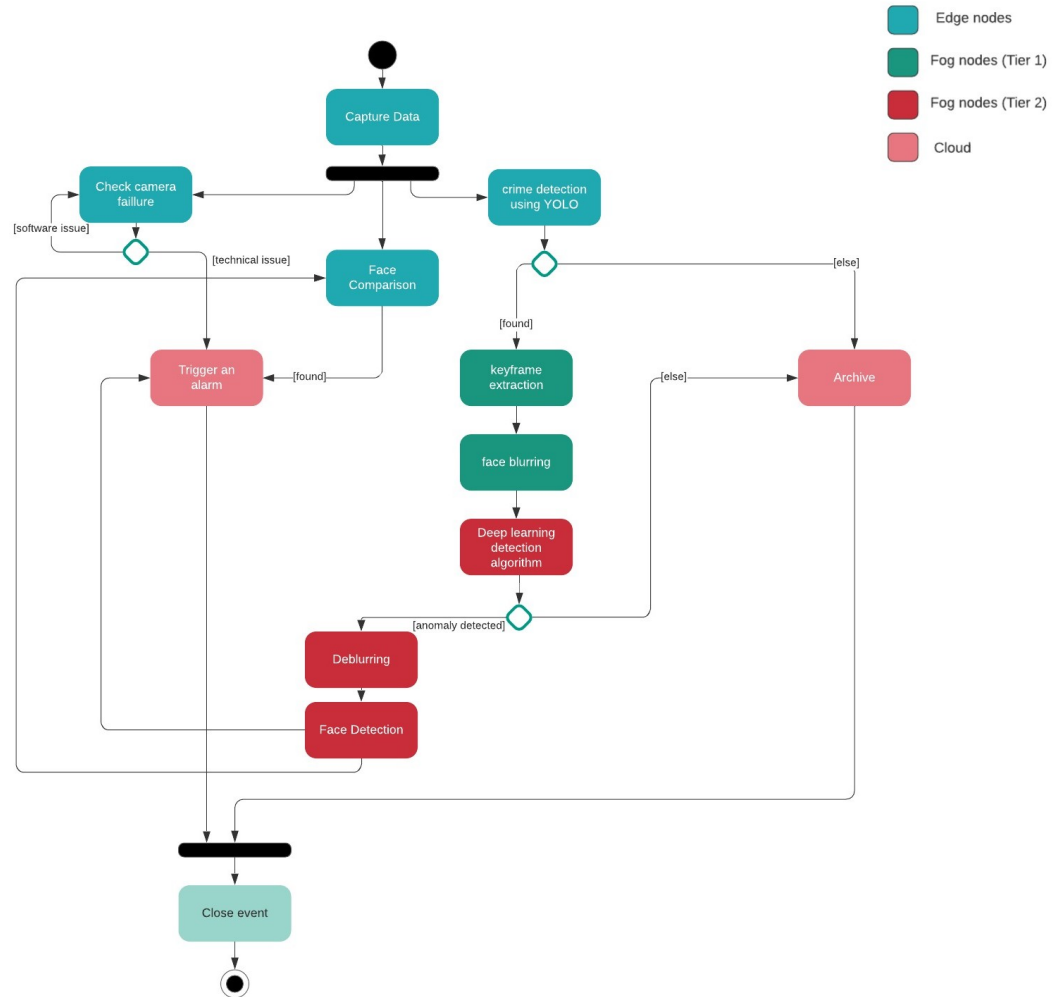 Edge nodes
Fog nodes (Tier 1)
Fog nodes (Tier 2)
Cloud
Capture Data
Check camera
faillure
crime detection
using YOLO
[software issue]
[technical issue]
Face
Comparison
[else]
[found]
Trigger an
alarm
[found]
keyframe
extraction
[else]
Archive
face blurring
Deep learning
detection
algorithm
[anomaly detected]
Deblurring
Face Detection
Close event